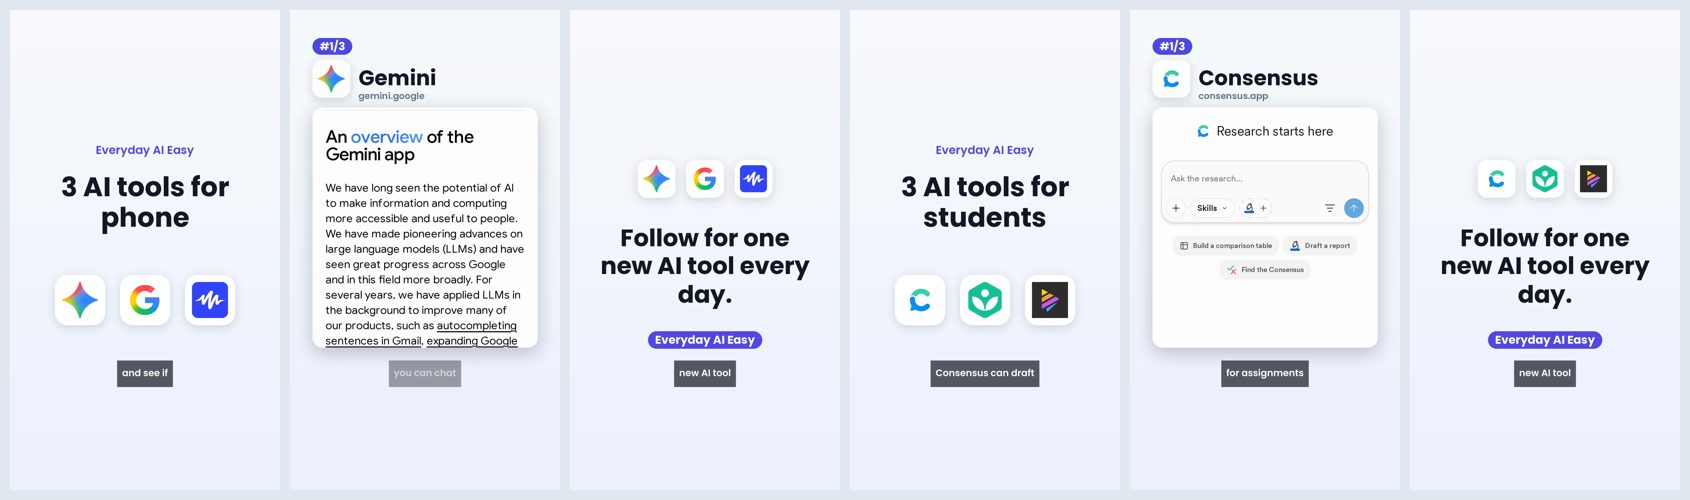 Everyday AI Easy
3 AI tools for
phone
and see if
#1/3
Gemini
gemini.google
An overview of the
Gemini app
We have long seen the potential of AI
to make information and computing
more accessible and useful to people.
We have made pioneering advances on
large language models (LLMs) and have
seen great progress across Google
and in this field more broadly. For
several years, we have applied LLMs in
the background to improve many of
our products, such as autocompleting
sentences in Gmail, expanding Google
you can chat
Follow for one
new AI tool every
day.
Everyday AI Easy
new AI tool
Everyday AI Easy
3 AI tools for
students
Consensus can draft
#1/3
Consensus
consensus.app
Research starts here
Ask the research...
Skills
Build a comparison table
Draft a report
Find the Consensus
for assignments
Follow for one
new AI tool every
day.
Everyday AI Easy
new AI tool